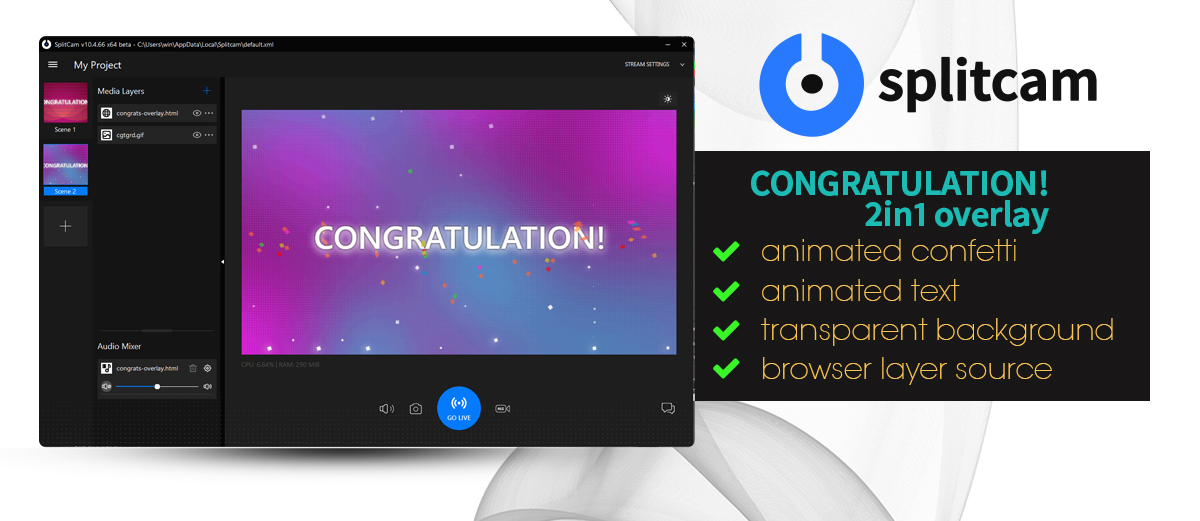 SplitCam v10.4.66 x64 beta - C:\Users\win\AppData\Local\Splitcam\default.xml
My Project
STREAM SETTINGS
CONGRATULATION
Scene 1
CONGRATULATION
Scene 2
Media Layers
congrats-overlay.html
cgtgrd.gif
CONGRATULATION!
CPU: 6.84% | RAM: 290 MiB
Audio Mixer
congrats-overlay.html
GO LIVE
REC
splitcam
CONGRATULATION!
2in1 overlay
animated confetti
animated text
transparent background
browser layer source